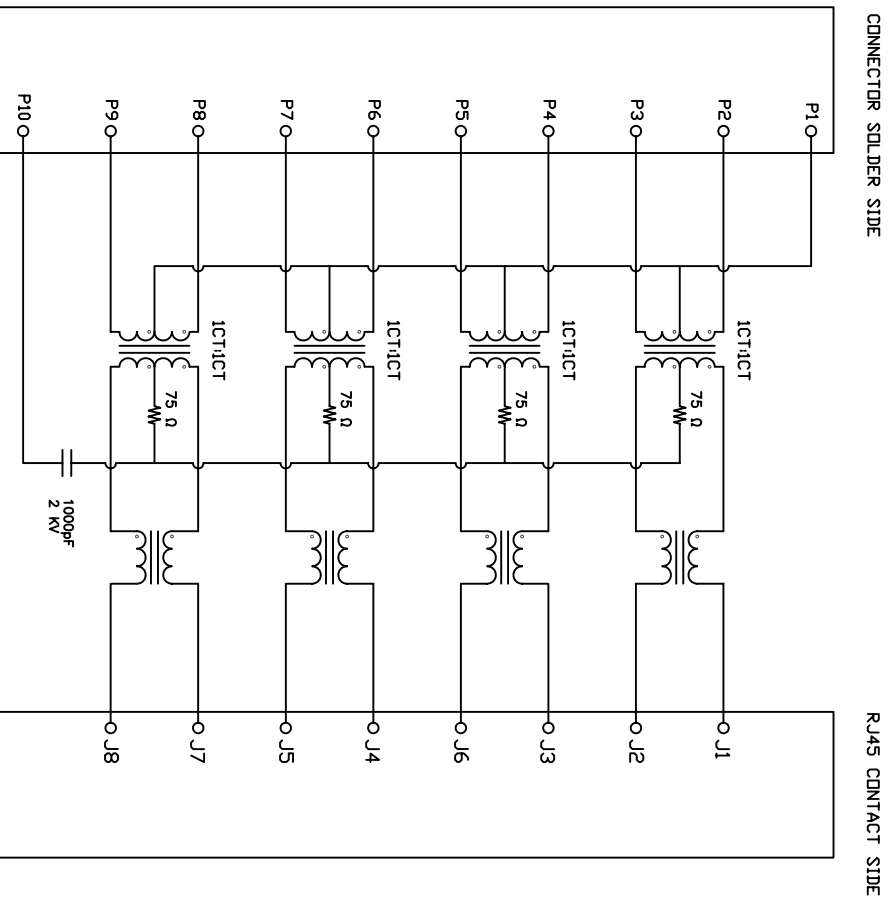 CONNECTOR SOLDER SIDE
P1
P2
P3
P4
P5
P6
P7
P8
P9
P10
1CT:1CT
1CT:1CT
1CT:1CT
1CT:1CT
75 Ω
75 Ω
75 Ω
75 Ω
1000pF
2 KV
RJ45 CONTACT SIDE
J1
J2
J3
J6
J4
J5
J7
J8